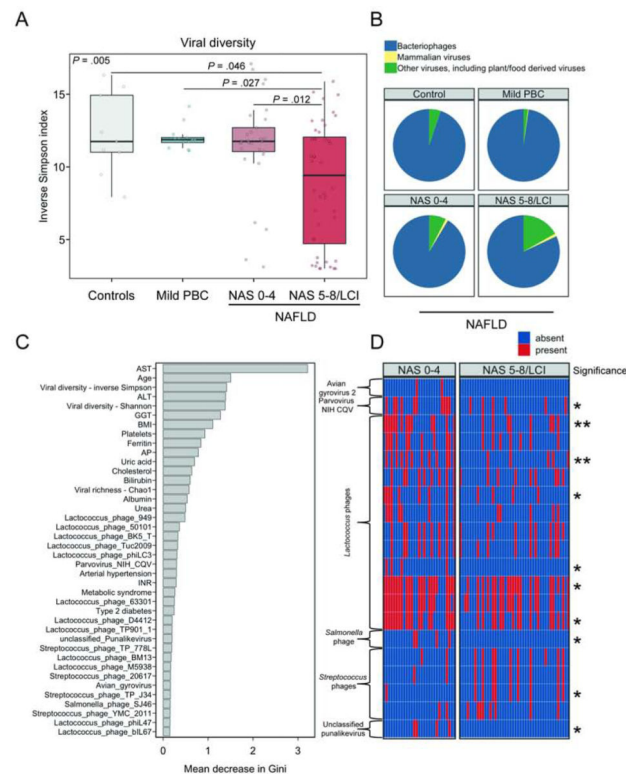 A
Viral diversity
P = .005
P = .046
P = .027
P = .012
15
10
5
Inverse Simpson index
Controls
Mild PBC
NAS 0-4
NAS 5-8/LCI
NAFLD
B
Bacteriophages
Mammalian viruses
Other viruses, including plant/food derived viruses
Control
Mild PBC
NAS 0-4
NAS 5-8/LCI
NAFLD
C
AST
Age
Viral diversity - inverse Simpson
ALT
Viral diversity - Shannon
GGT
BMI
Platelets
Ferritin
AP
Uric acid
Cholesterol
Bilirubin
Viral richness - Chao1
Albumin
Urea
Lactococcus_phage_949
Lactococcus_phage_50101
Lactococcus_phage_BK5_T
Lactococcus_phage_Tuc2009
Lactococcus_phage_phiLC3
Parvovirus_NIH_CQV
Arterial hypertension
INR
Metabolic syndrome
Lactococcus_phage_63301
Type 2 diabetes
Lactococcus_phage_D4412
Lactococcus_phage_TP901_1
unclassified_Punalikevirus
Streptococcus_phage_TP_778L
Lactococcus_phage_BM13
Lactococcus_phage_M5938
Streptococcus_phage_20617
Avian_gyrovirus
Streptococcus_phage_TP_J34
Salmonella_phage_SJ46
Streptococcus_phage_YMC_2011
Lactococcus_phage_phiL47
Lactococcus_phage_bIL67
0
1
2
3
Mean decrease in Gini
D
absent
present
NAS 0-4
NAS 5-8/LCI
Significance
Avian
gyrovirus 2
Parvovirus
NIH CQV
*
**
**
Lactococcus phages
*
*
*
*
Salmonella
phage
*
Streptococcus
phages
*
Unclassified
punalikevirus
*